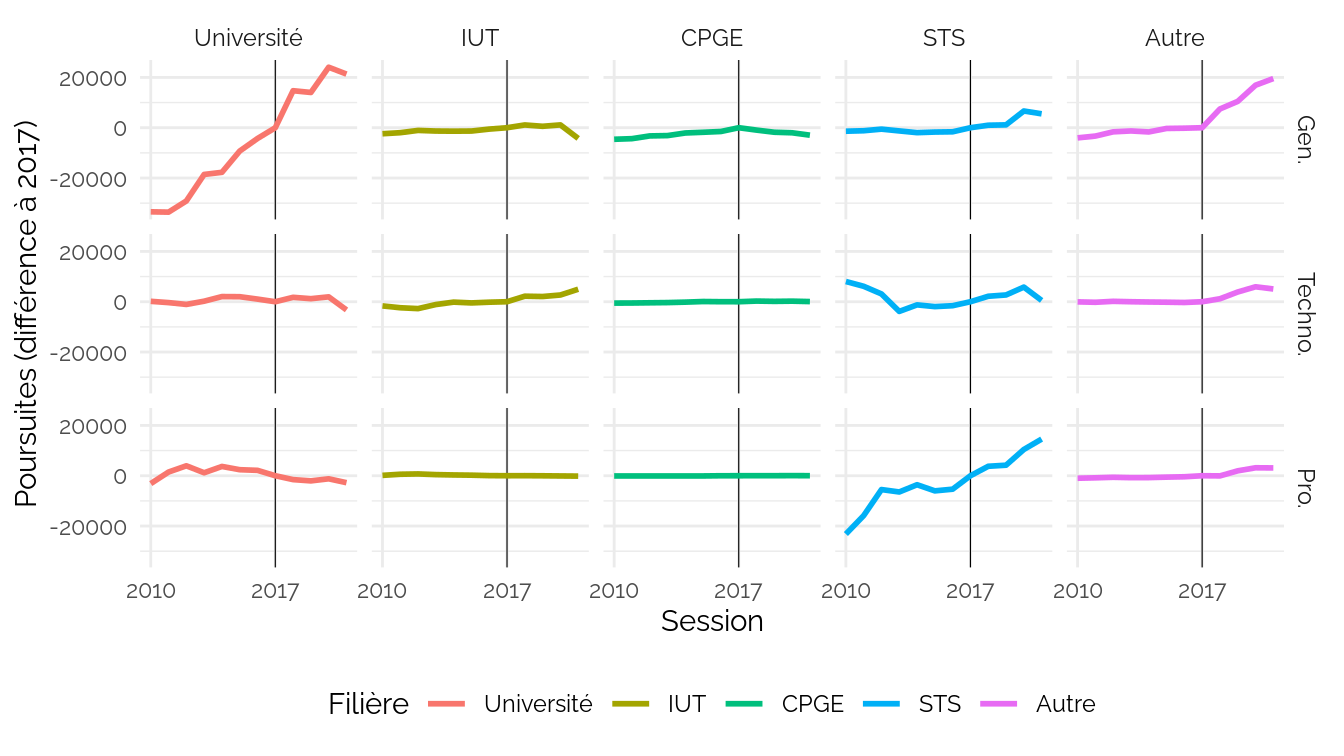 Université IUT CPGE STS Autre
Poursuites (différence à 2017)
20000
0
-20000
Gen.
20000
0
-20000
Techno.
20000
0
-20000
Pro.
2010 2017 2010 2017 2010 2017 2010 2017 2010 2017
Session
Filière Université IUT CPGE STS Autre